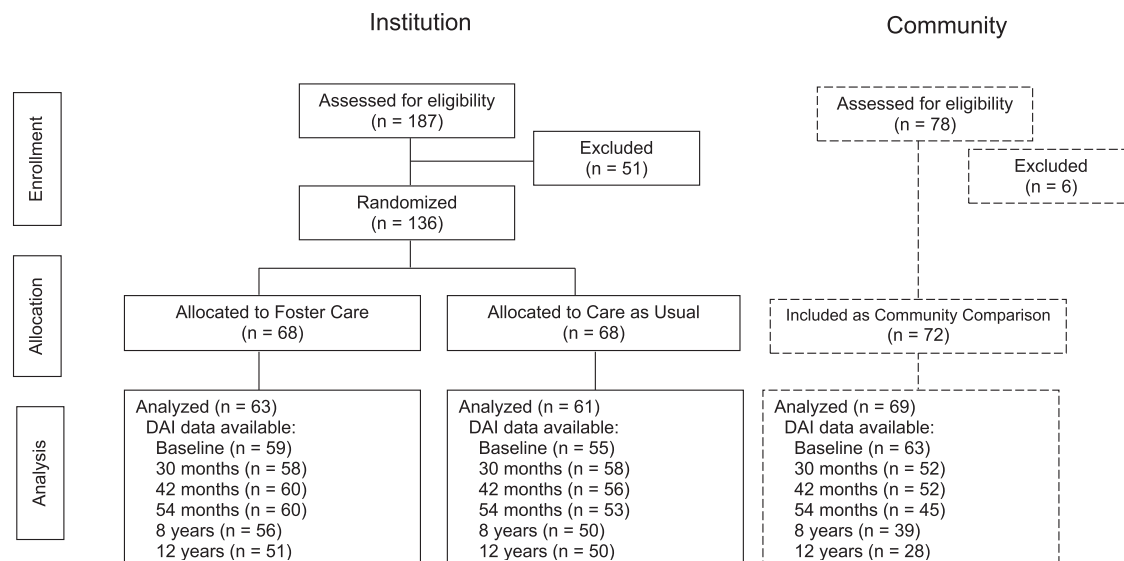 Institution
Community
Enrollment
Assessed for eligibility
(n = 187)
Excluded
(n = 51)
Randomized
(n = 136)
Assessed for eligibility
(n = 78)
Excluded
(n = 6)
Allocation
Allocated to Foster Care
(n = 68)
Allocated to Care as Usual
(n = 68)
Included as Community Comparison
(n = 72)
Analysis
Analyzed (n = 63)
DAI data available:
Baseline (n = 59)
30 months (n = 58)
42 months (n = 60)
54 months (n = 60)
8 years (n = 56)
12 years (n = 51)
Analyzed (n = 61)
DAI data available:
Baseline (n = 55)
30 months (n = 58)
42 months (n = 56)
54 months (n = 53)
8 years (n = 50)
12 years (n = 50)
Analyzed (n = 69)
DAI data available:
Baseline (n = 63)
30 months (n = 52)
42 months (n = 52)
54 months (n = 45)
8 years (n = 39)
12 years (n = 28)